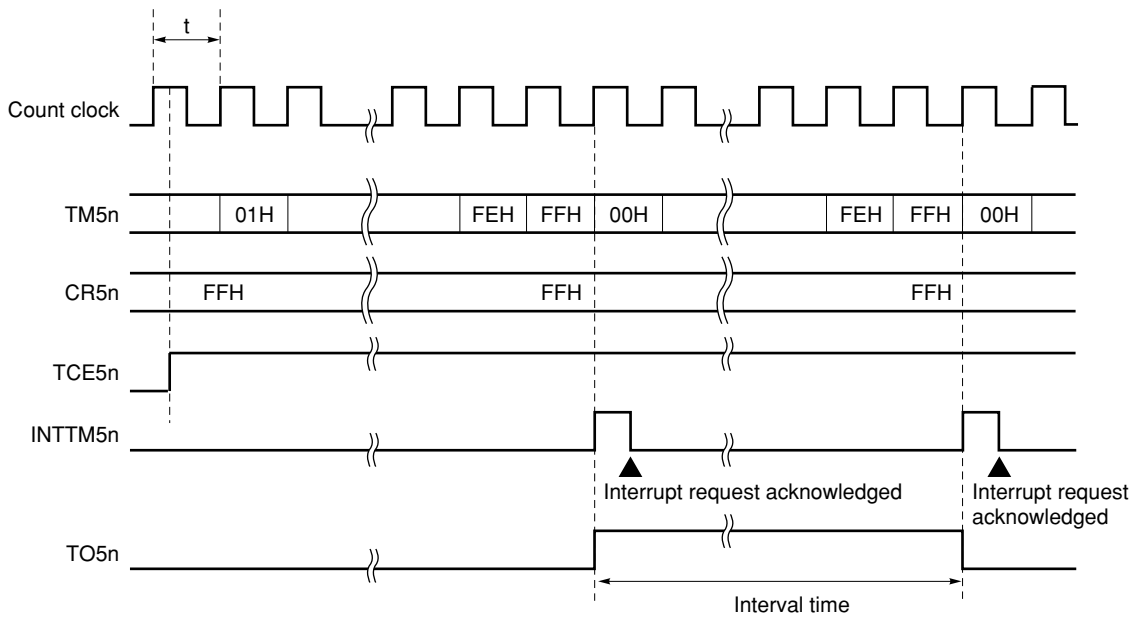 t
Count clock
TM5n 01H FEH FFH 00H FEH FFH 00H
CR5n FFH FFH FFH
TCE5n
INTTM5n
Interrupt request acknowledged
Interrupt request
acknowledged
TO5n
Interval time